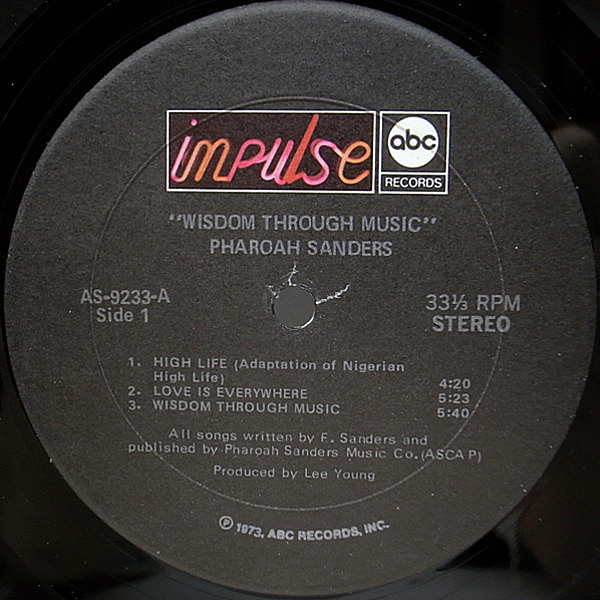 impulse
abc
RECORDS
"WISDOM THROUGH MUSIC"
PHAROAH SANDERS
AS-9233-A
Side 1
33⅓ RPM
STEREO
1. HIGH LIFE (Adaptation of Nigerian
High Life) 4:20
2. LOVE IS EVERYWHERE 5:23
3. WISDOM THROUGH MUSIC 5:40
All songs written by F. Sanders and
published by Pharoah Sanders Music Co.(ASCAP)
Produced by Lee Young
℗ 1973, ABC RECORDS, INC.